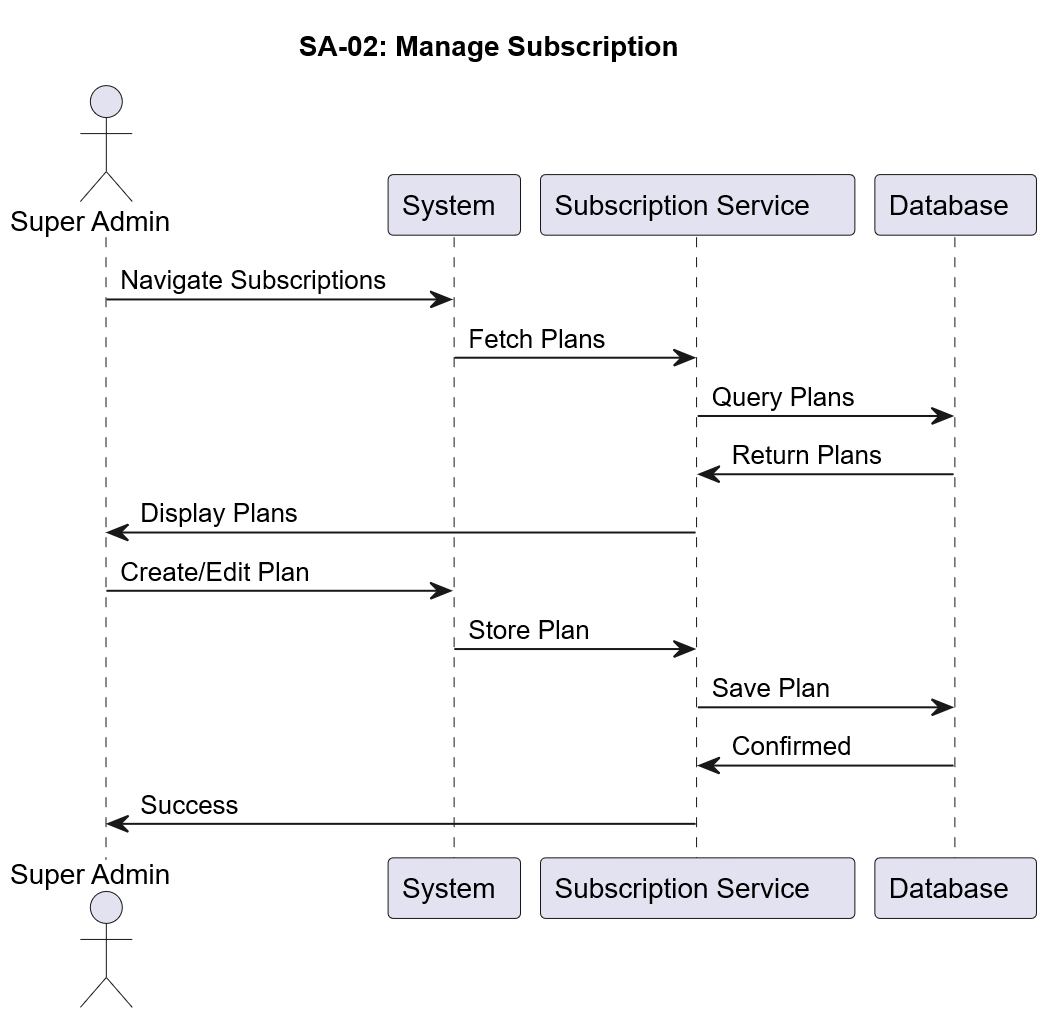 SA-02: Manage Subscription
Super Admin
System
Subscription Service
Database
Navigate Subscriptions
Fetch Plans
Query Plans
Return Plans
Display Plans
Create/Edit Plan
Store Plan
Save Plan
Confirmed
Success
Super Admin
System
Subscription Service
Database